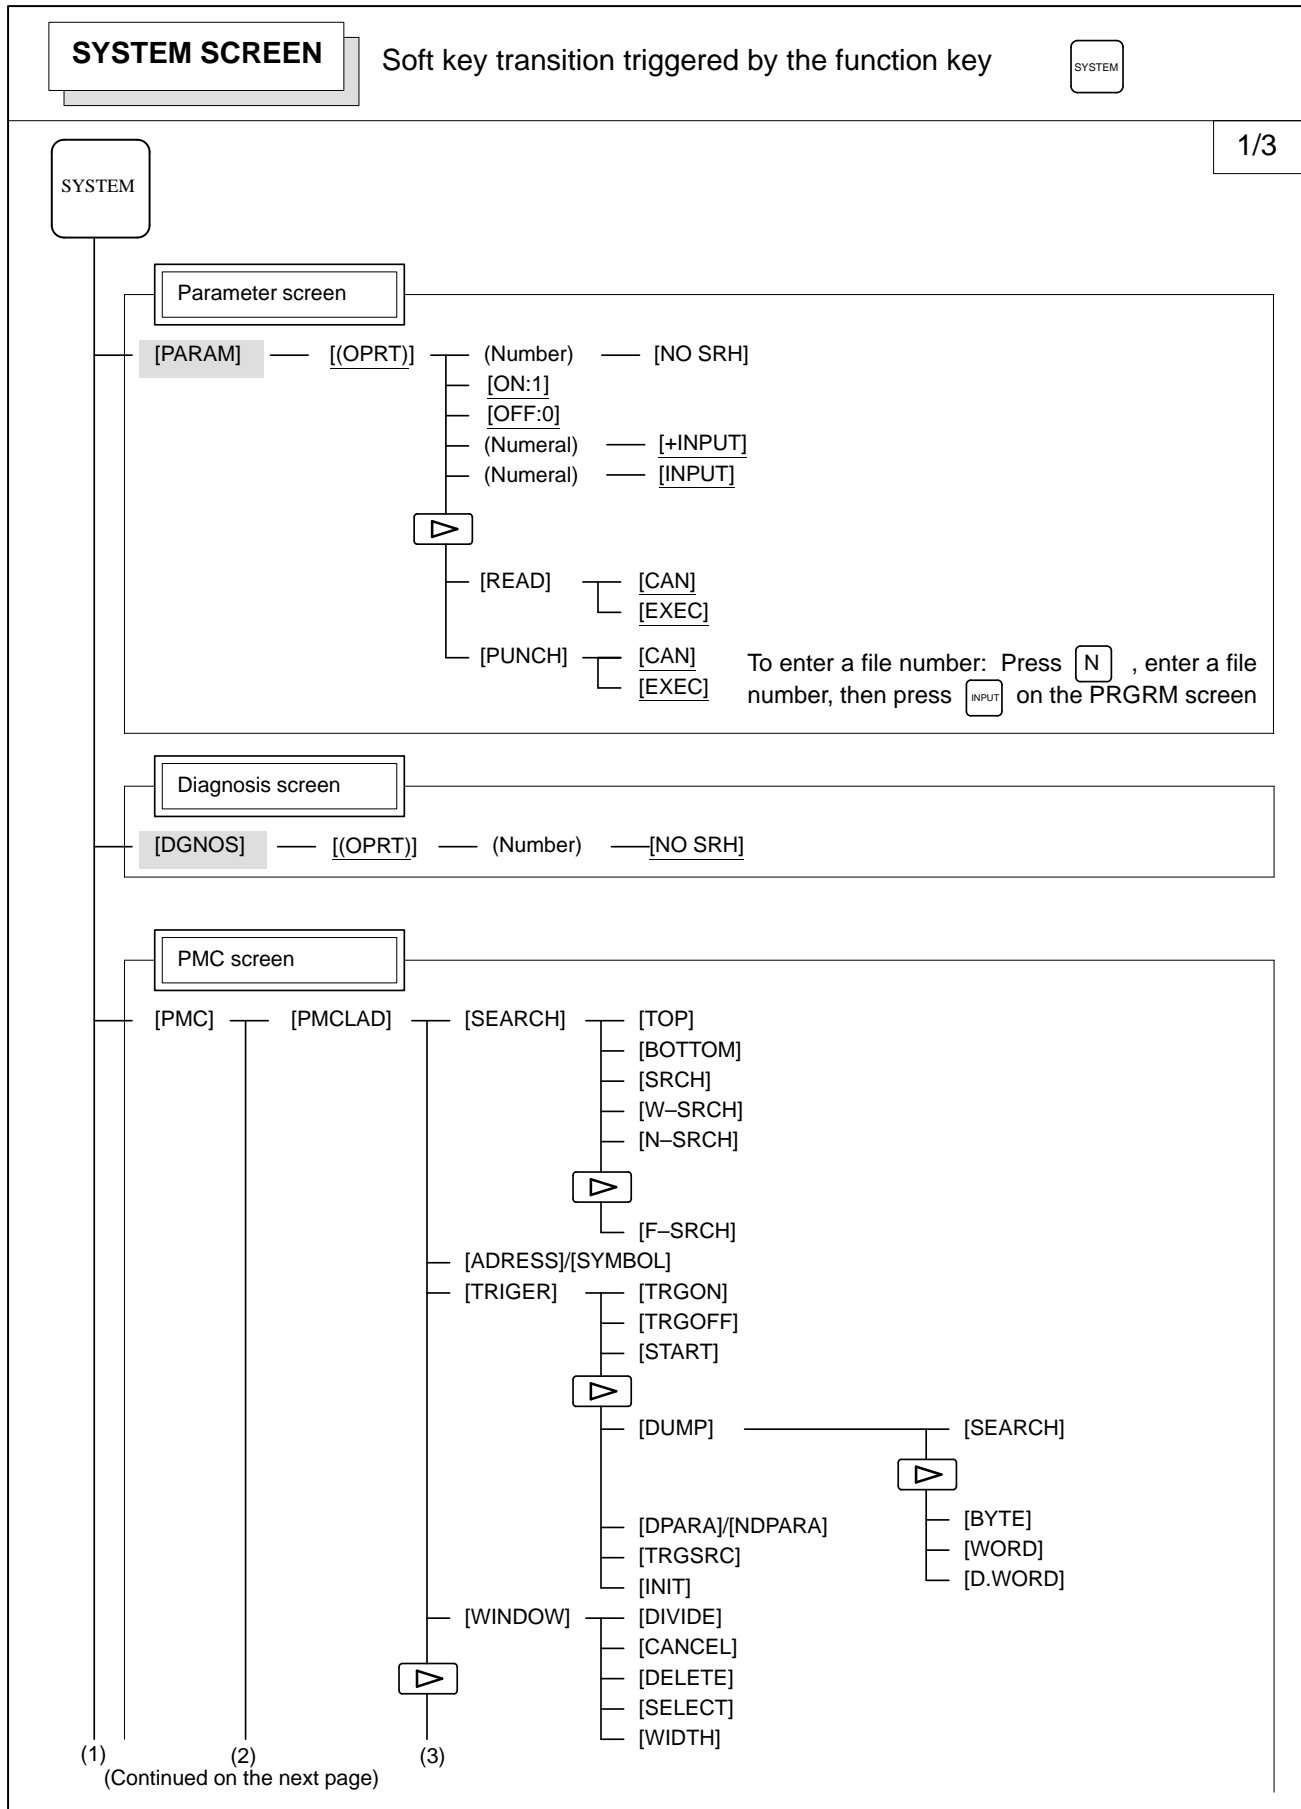 SYSTEM SCREEN Soft key transition triggered by the function key SYSTEM
1/3
SYSTEM
Parameter screen
[PARAM] [(OPRT)] (Number) [NO SRH]
[ON:1]
[OFF:0]
(Numeral) [+INPUT]
(Numeral) [INPUT]
[READ] [CAN]
[EXEC]
[PUNCH] [CAN] To enter a file number: Press N , enter a file
[EXEC] number, then press INPUT on the PRGRM screen
Diagnosis screen
[DGNOS] [(OPRT)] (Number) [NO SRH]
PMC screen
[PMC] [PMCLAD] [SEARCH] [TOP]
[BOTTOM]
[SRCH]
[W–SRCH]
[N–SRCH]
[F–SRCH]
[ADRESS]/[SYMBOL]
[TRIGER] [TRGON]
[TRGOFF]
[START]
[DUMP] [SEARCH]
[DPARA]/[NDPARA] [BYTE]
[TRGSRC] [WORD]
[INIT] [D.WORD]
[WINDOW] [DIVIDE]
[CANCEL]
[DELETE]
[SELECT]
[WIDTH]
(1) (2) (3)
(Continued on the next page)